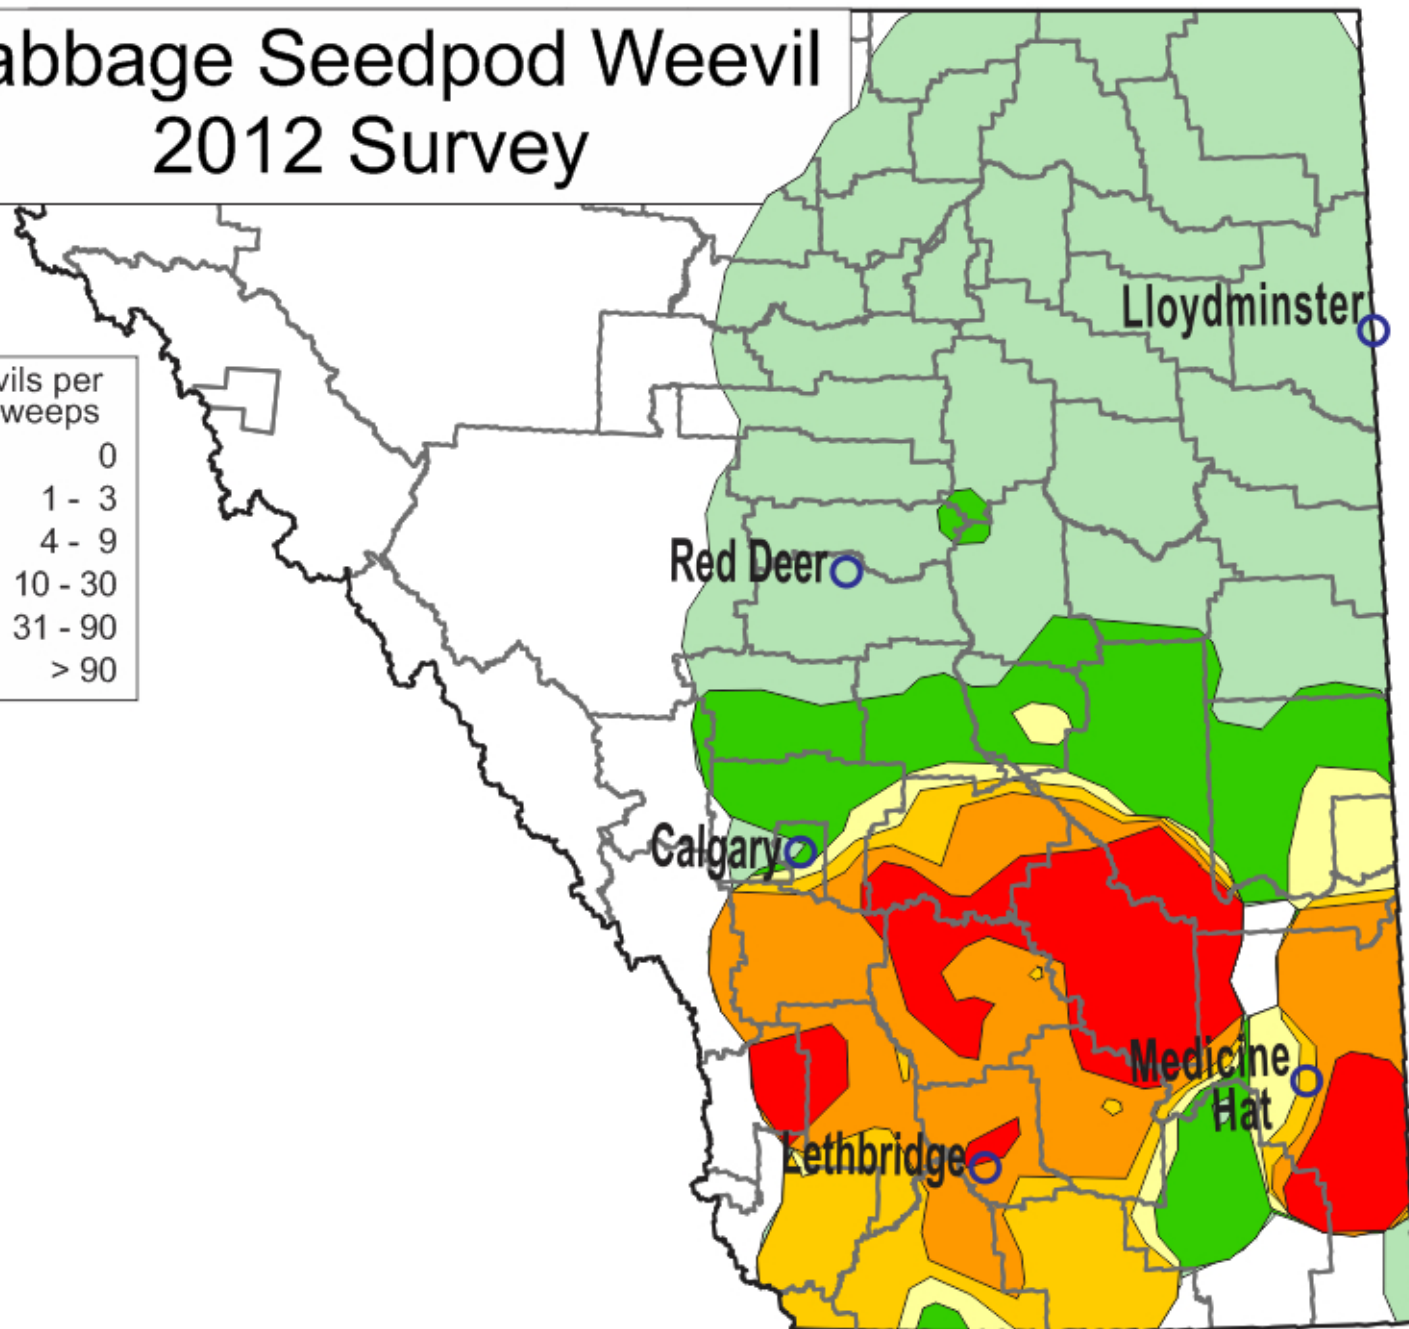 abbage Seedpod Weevil
2012 Survey
vils per
weeps
0
1 - 3
4 - 9
10 - 30
31 - 90
> 90
Lloydminster
Red Deer
Calgary
Medicine
Hat
Lethbridge